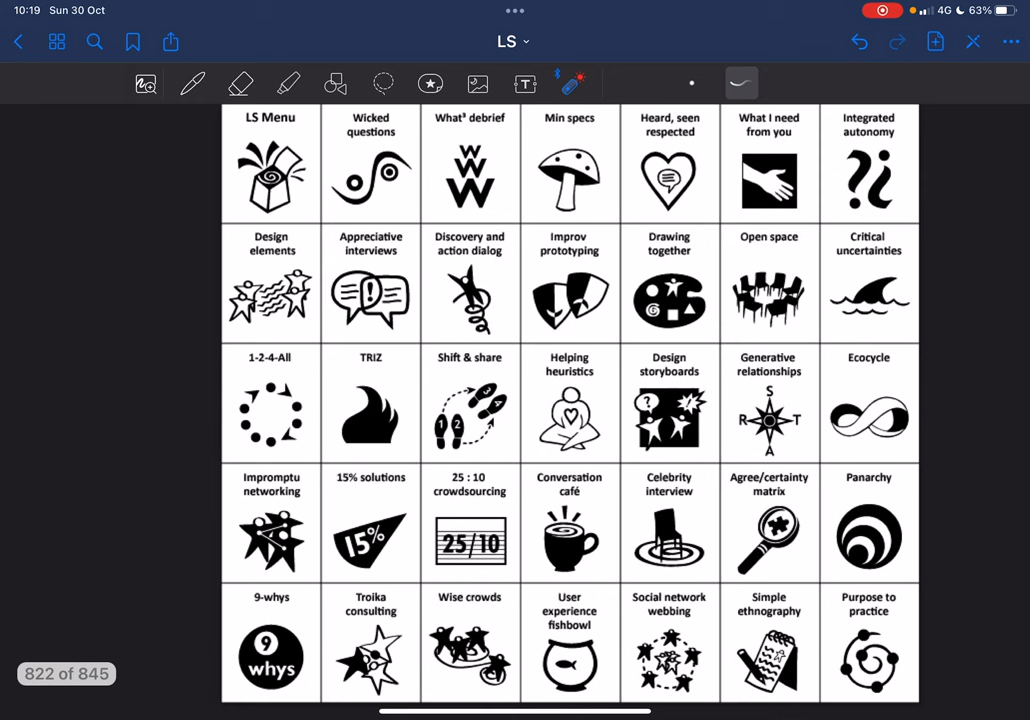 10:19 Sun 30 Oct
4G 63%
LS
LS Menu
Wicked
questions
What³ debrief
W
W
W
Min specs
Heard, seen
respected
What I need
from you
Integrated
autonomy
Design
elements
Appreciative
interviews
!
Discovery and
action dialog
Improv
prototyping
Drawing
together
Open space
Critical
uncertainties
1-2-4-All
TRIZ
Shift & share
1 2 3 4
Helping
heuristics
Design
storyboards
? !
Generative
relationships
S
R T
A
Ecocycle
Impromptu
networking
15% solutions
15%
25 : 10
crowdsourcing
25/10
Conversation
café
Celebrity
interview
Agree/certainty
matrix
Panarchy
9-whys
9
whys
Troika
consulting
Wise crowds
User
experience
fishbowl
Social network
webbing
Simple
ethnography
Purpose to
practice
822 of 845